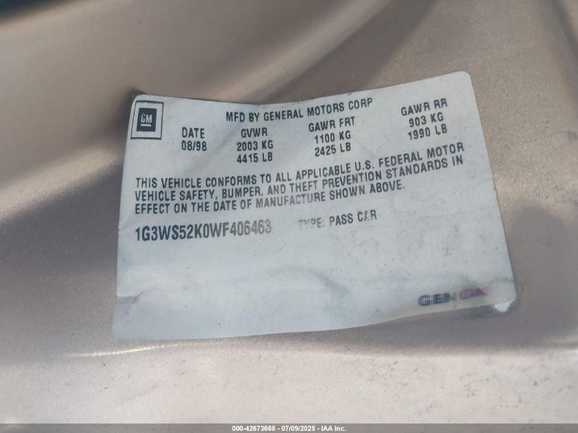 MFD BY GENERAL MOTORS CORP
GM
DATE GVWR GAWR FRT GAWR RR
08/98 2003 KG 1100 KG 903 KG
4415 LB 2425 LB 1990 LB
THIS VEHICLE CONFORMS TO ALL APPLICABLE U.S. FEDERAL MOTOR
VEHICLE SAFETY, BUMPER, AND THEFT PREVENTION STANDARDS IN
EFFECT ON THE DATE OF MANUFACTURE SHOWN ABOVE.
1G3WS52K0WF406463 TYPE: PASS CAR
000-42673668 - 07/09/2025 - IAA Inc.